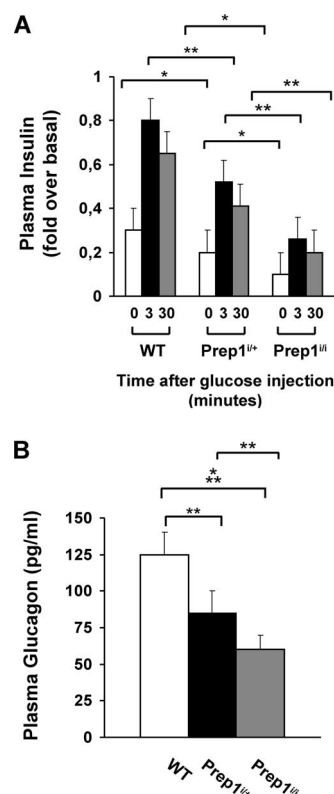 A
*
**
*
**
**
*
Plasma Insulin
(fold over basal)
1
0,8
0,6
0,4
0,2
0
0 3 30 0 3 30 0 3 30
WT Prep1i/+ Prep1i/i
Time after glucose injection
(minutes)
B
**
*
**
**
Plasma Glucagon (pg/ml)
150
125
100
75
50
25
0
WT Prep1i/+ Prep1i/i